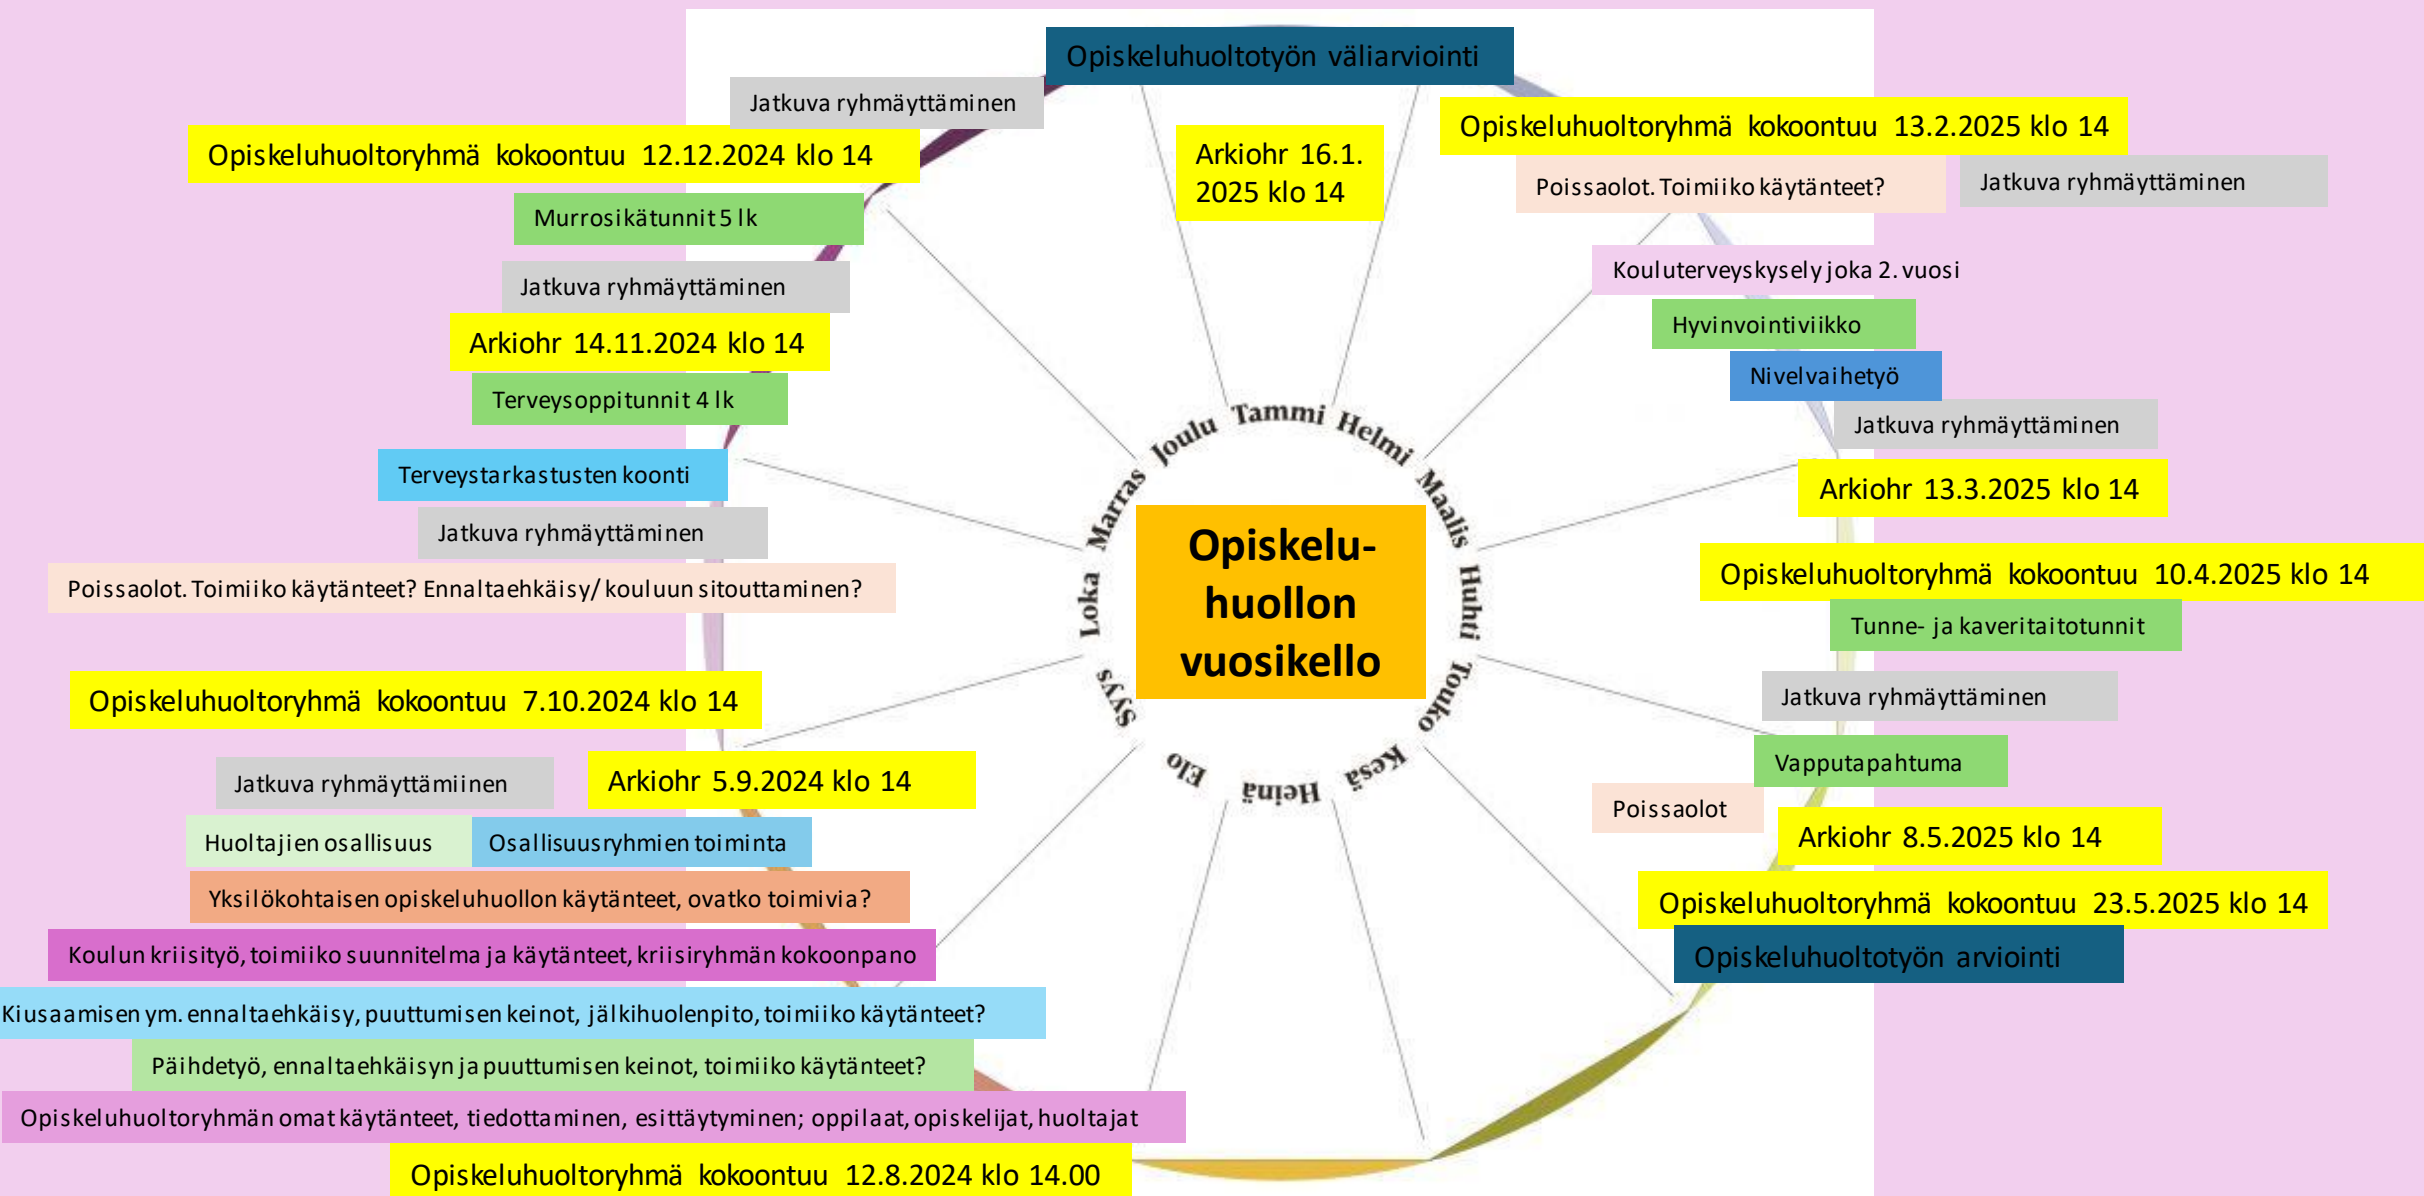 Opiskeluhuoltotyön väliarviointi
Jatkuva ryhmäyttäminen
Opiskeluhuoltoryhmä kokoontuu 12.12.2024 klo 14
Murrosikätunnit 5 lk
Jatkuva ryhmäyttäminen
Arkiohr 14.11.2024 klo 14
Terveysoppitunnit 4 lk
Terveystarkastusten koonti
Jatkuva ryhmäyttäminen
Poissaolot. Toimiiko käytänteet? Ennaltaehkäisy/ kouluun sitouttaminen?
Opiskeluhuoltoryhmä kokoontuu 7.10.2024 klo 14
Jatkuva ryhmäyttämiinen
Arkiohr 5.9.2024 klo 14
Huoltajien osallisuus
Osallisuusryhmien toiminta
Yksilökohtaisen opiskeluhuollon käytänteet, ovatko toimivia?
Koulun kriisityö, toimiiko suunnitelma ja käytänteet, kriisiryhmän kokoonpano
Kiusaamisen ym. ennaltaehkäisy, puuttumisen keinot, jälkihuolenpito, toimiiko käytänteet?
Päihdetyö, ennaltaehkäisyn ja puuttumisen keinot, toimiiko käytänteet?
Opiskeluhuoltoryhmän omat käytänteet, tiedottaminen, esittäytyminen; oppilaat, opiskelijat, huoltajat
Opiskeluhuoltoryhmä kokoontuu 12.8.2024 klo 14.00
Arkiohr 16.1.
2025 klo 14
Opiskeluhuoltoryhmä kokoontuu 13.2.2025 klo 14
Poissaolot. Toimiiko käytänteet?
Jatkuva ryhmäyttäminen
Kouluterveyskysely joka 2. vuosi
Hyvinvointiviikko
Nivelvaihetyö
Jatkuva ryhmäyttäminen
Arkiohr 13.3.2025 klo 14
Opiskeluhuoltoryhmä kokoontuu 10.4.2025 klo 14
Tunne- ja kaveritaitotunnit
Jatkuva ryhmäyttäminen
Vapputapahtuma
Poissaolot
Arkiohr 8.5.2025 klo 14
Opiskeluhuoltoryhmä kokoontuu 23.5.2025 klo 14
Opiskeluhuoltotyön arviointi
Tammi
Helmi
Maalis
Huhti
Touko
Kesä
Heinä
Elo
Syys
Loka
Marras
Joulu
Opiskelu-
huollon
vuosikello